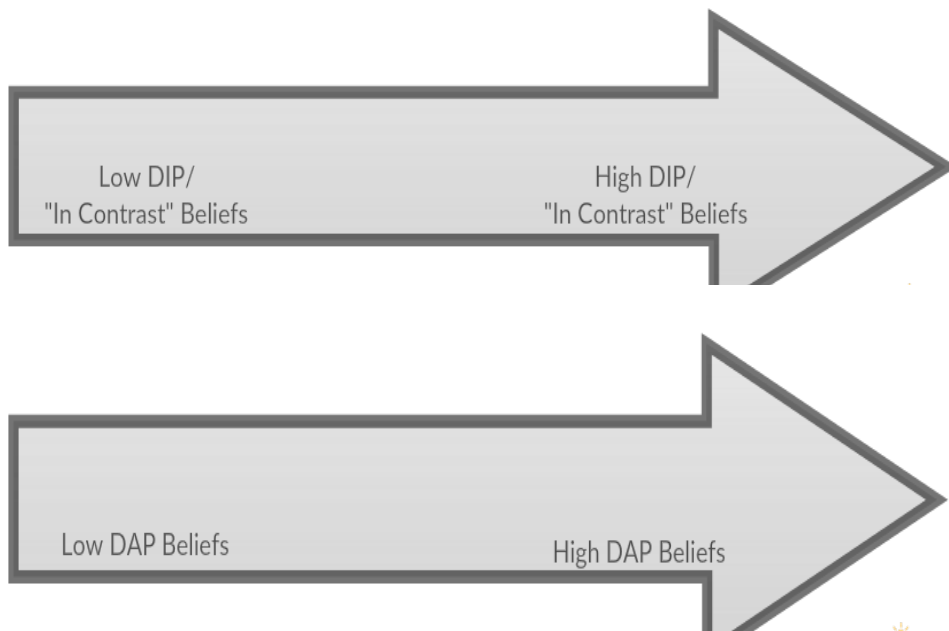 Low DIP/
"In Contrast" Beliefs
High DIP/
"In Contrast" Beliefs
Low DAP Beliefs
High DAP Beliefs